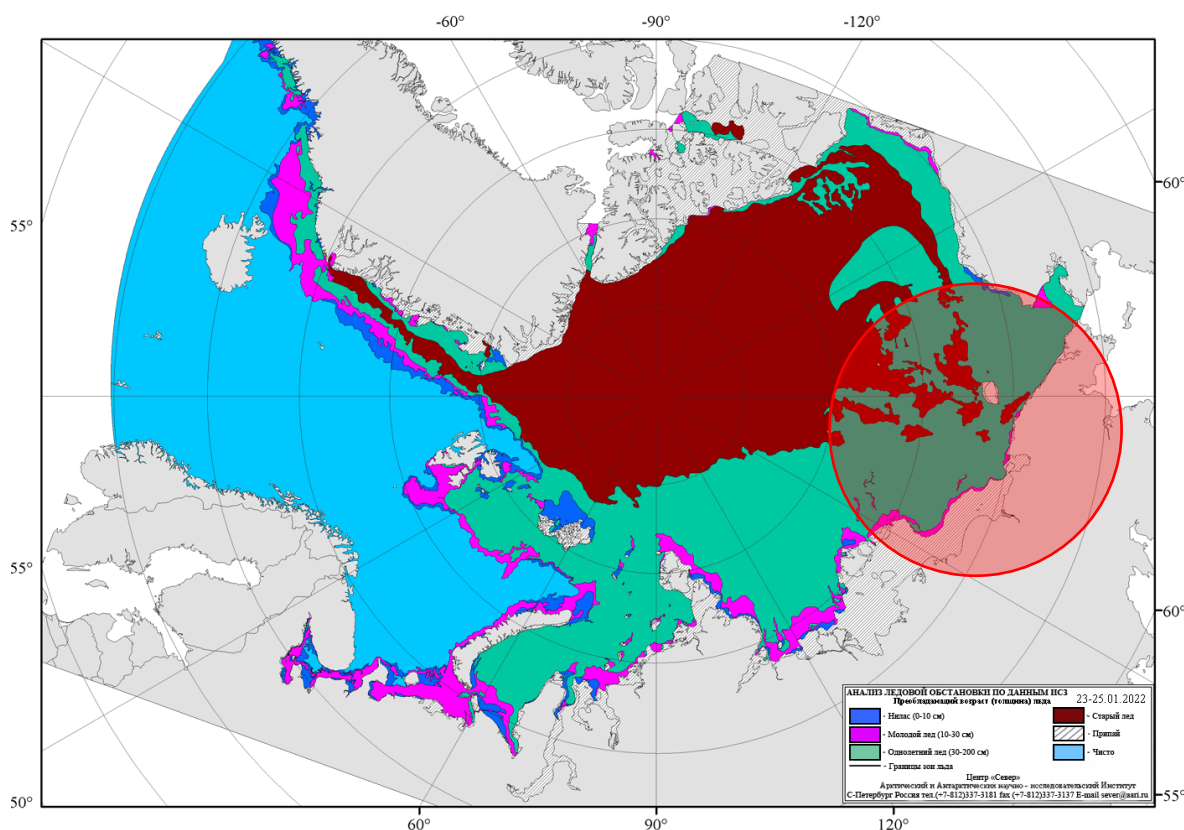 -60° -90° -120°
60°
55°
55°
60°
50° 55°
60° 90° 120°
АНАЛИЗ ЛЕДОВОЙ ОБСТАНОВКИ ПО ДАННЫМ ИСЗ
Преобладающий возраст (толщина) льда 23-25.01.2022
- Нилас (0-10 см) - Старый лед
- Молодой лед (10-30 см) - Припай
- Однолетний лед (30-200 см) - Чисто
- Границы зон льда
Центр «Север»
Арктический и Антарктический научно - исследовательский Институт
С-Петербург Россия тел.(+7-812)337-3181 fax (+7-812)337-3137 E-mail sever@aari.ru